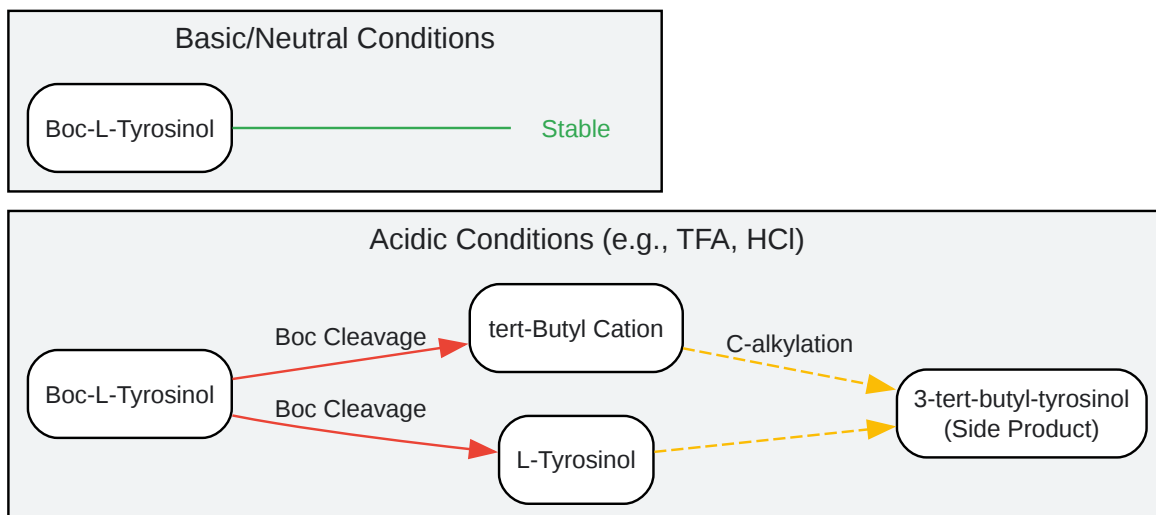 Basic/Neutral Conditions
Boc-L-Tyrosinol
Stable
Acidic Conditions (e.g., TFA, HCl)
Boc-L-Tyrosinol
Boc Cleavage
Boc Cleavage
tert-Butyl Cation
L-Tyrosinol
C-alkylation
3-tert-butyl-tyrosinol
(Side Product)